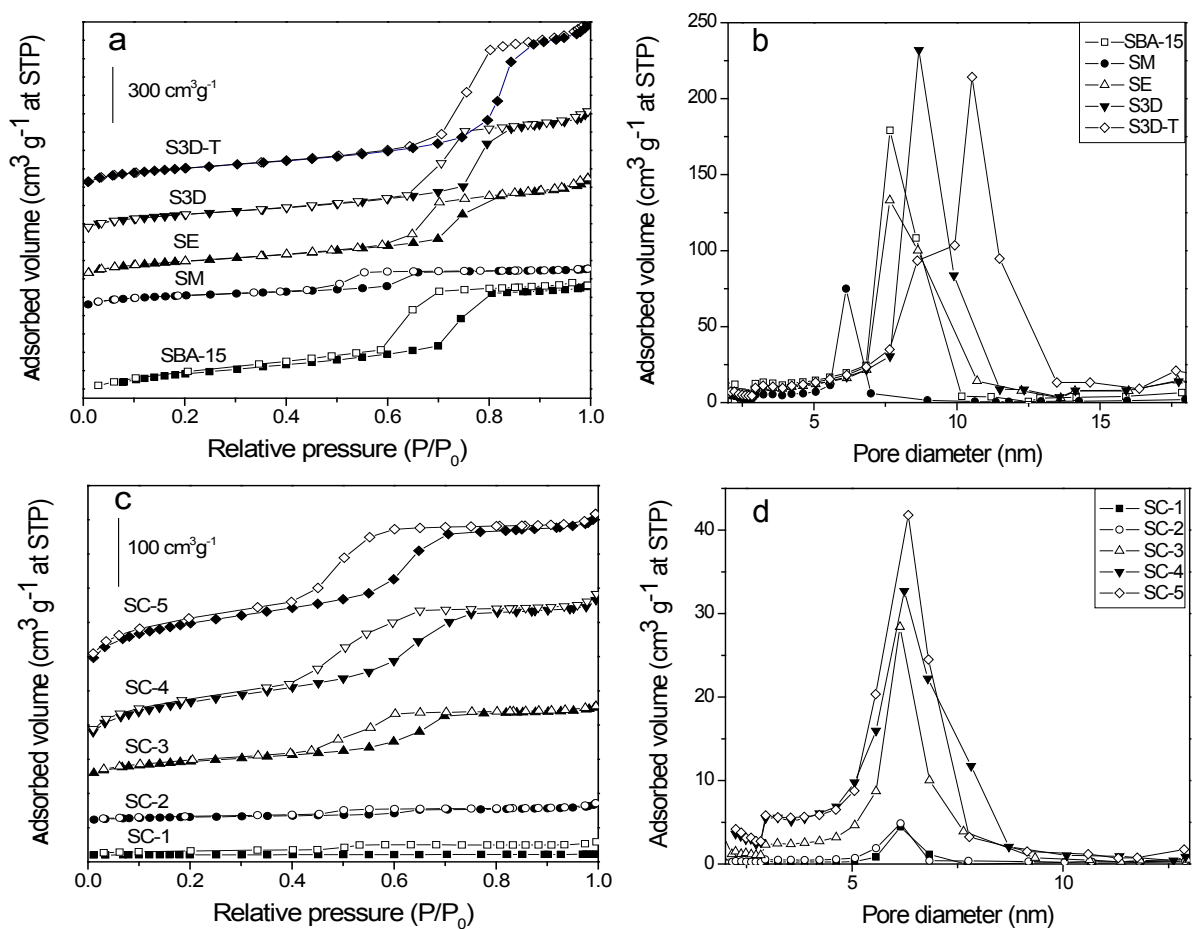 a
300 cm³g⁻¹
S3D-T
S3D
SE
SM
SBA-15
Adsorbed volume (cm³ g⁻¹ at STP)
0.0 0.2 0.4 0.6 0.8 1.0
Relative pressure (P/P₀)
b
SBA-15
SM
SE
S3D
S3D-T
Adsorbed volume (cm³ g⁻¹ at STP)
250
200
150
100
50
0
5 10 15
Pore diameter (nm)
c
100 cm³g⁻¹
SC-5
SC-4
SC-3
SC-2
SC-1
Adsorbed volume (cm³ g⁻¹ at STP)
0.0 0.2 0.4 0.6 0.8 1.0
Relative pressure (P/P₀)
d
SC-1
SC-2
SC-3
SC-4
SC-5
Adsorbed volume (cm³ g⁻¹ at STP)
40
30
20
10
0
5 10
Pore diameter (nm)